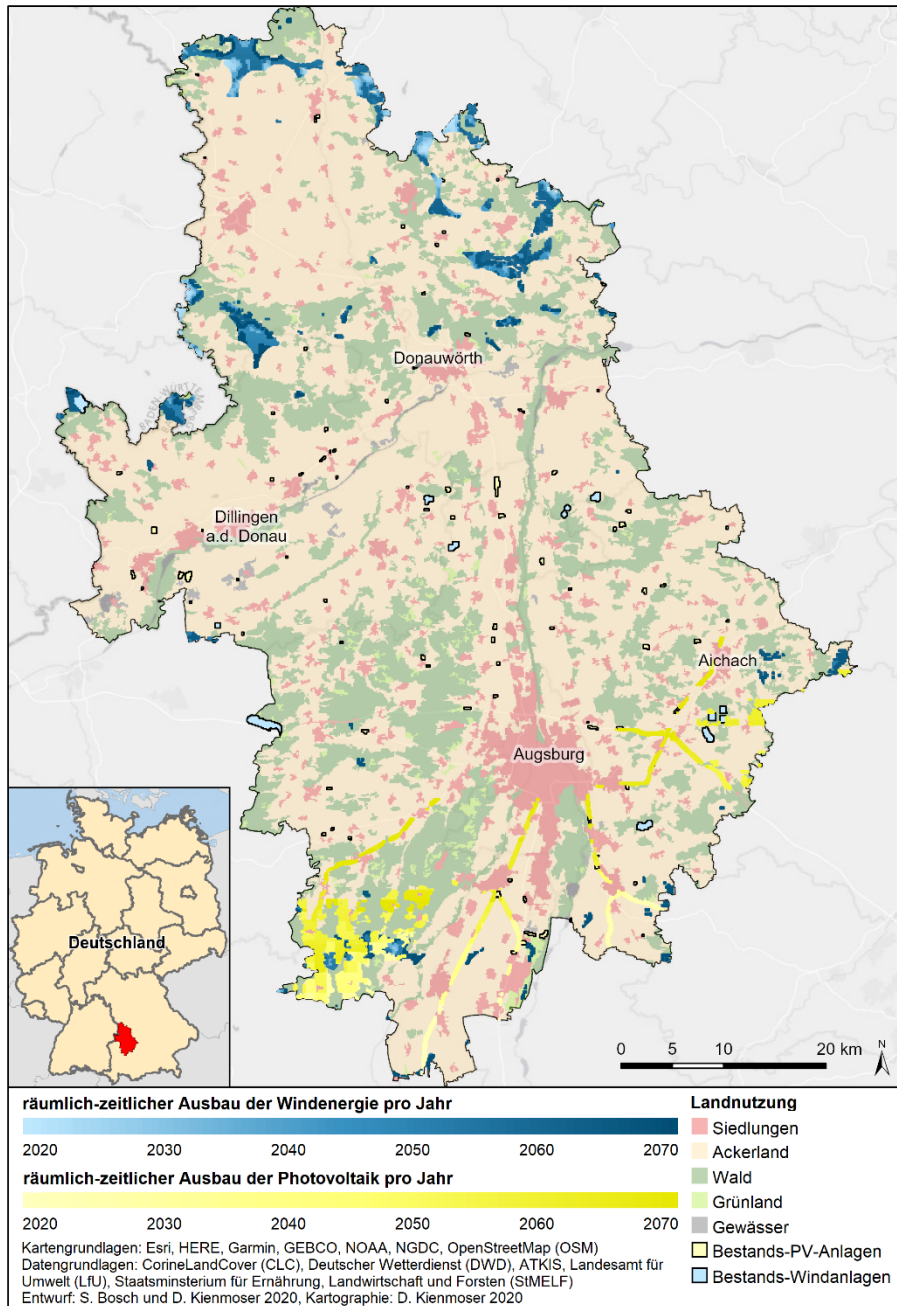 Donauwörth
BADEN-WÜRTTEMBERG
Dillingen
a.d. Donau
Aichach
Augsburg
Deutschland
N
0 5 10 20 km
räumlich-zeitlicher Ausbau der Windenergie pro Jahr
2020 2030 2040 2050 2060 2070
räumlich-zeitlicher Ausbau der Photovoltaik pro Jahr
2020 2030 2040 2050 2060 2070
Kartengrundlagen: Esri, HERE, Garmin, GEBCO, NOAA, NGDC, OpenStreetMap (OSM)
Datengrundlagen: CorineLandCover (CLC), Deutscher Wetterdienst (DWD), ATKIS, Landesamt für
Umwelt (LfU), Staatsministerium für Ernährung, Landwirtschaft und Forsten (StMELF)
Entwurf: S. Bosch und D. Kienmoser 2020, Kartographie: D. Kienmoser 2020
Landnutzung
Siedlungen
Ackerland
Wald
Grünland
Gewässer
Bestands-PV-Anlagen
Bestands-Windanlagen